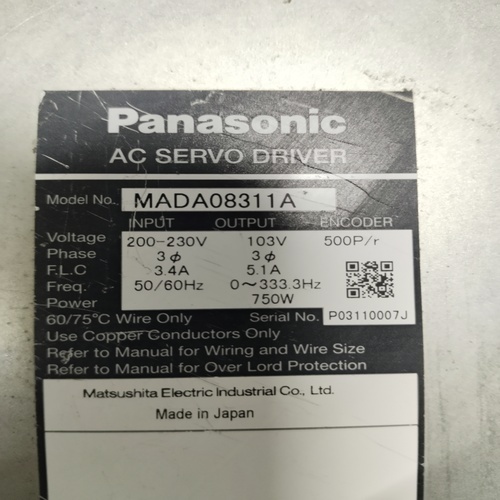 Panasonic
AC SERVO DRIVER
Model No. MADA08311A
INPUT OUTPUT ENCODER
Voltage 200-230V 103V 500P/r
Phase 3ϕ 3ϕ
F.L.C 3.4A 5.1A
Freq. 50/60Hz 0～333.3Hz
Power 750W
60/75℃ Wire Only Serial No. P03110007J
Use Copper Conductors Only
Refer to Manual for Wiring and Wire Size
Refer to Manual for Over Lord Protection
Matsushita Electric Industrial Co., Ltd.
Made in Japan